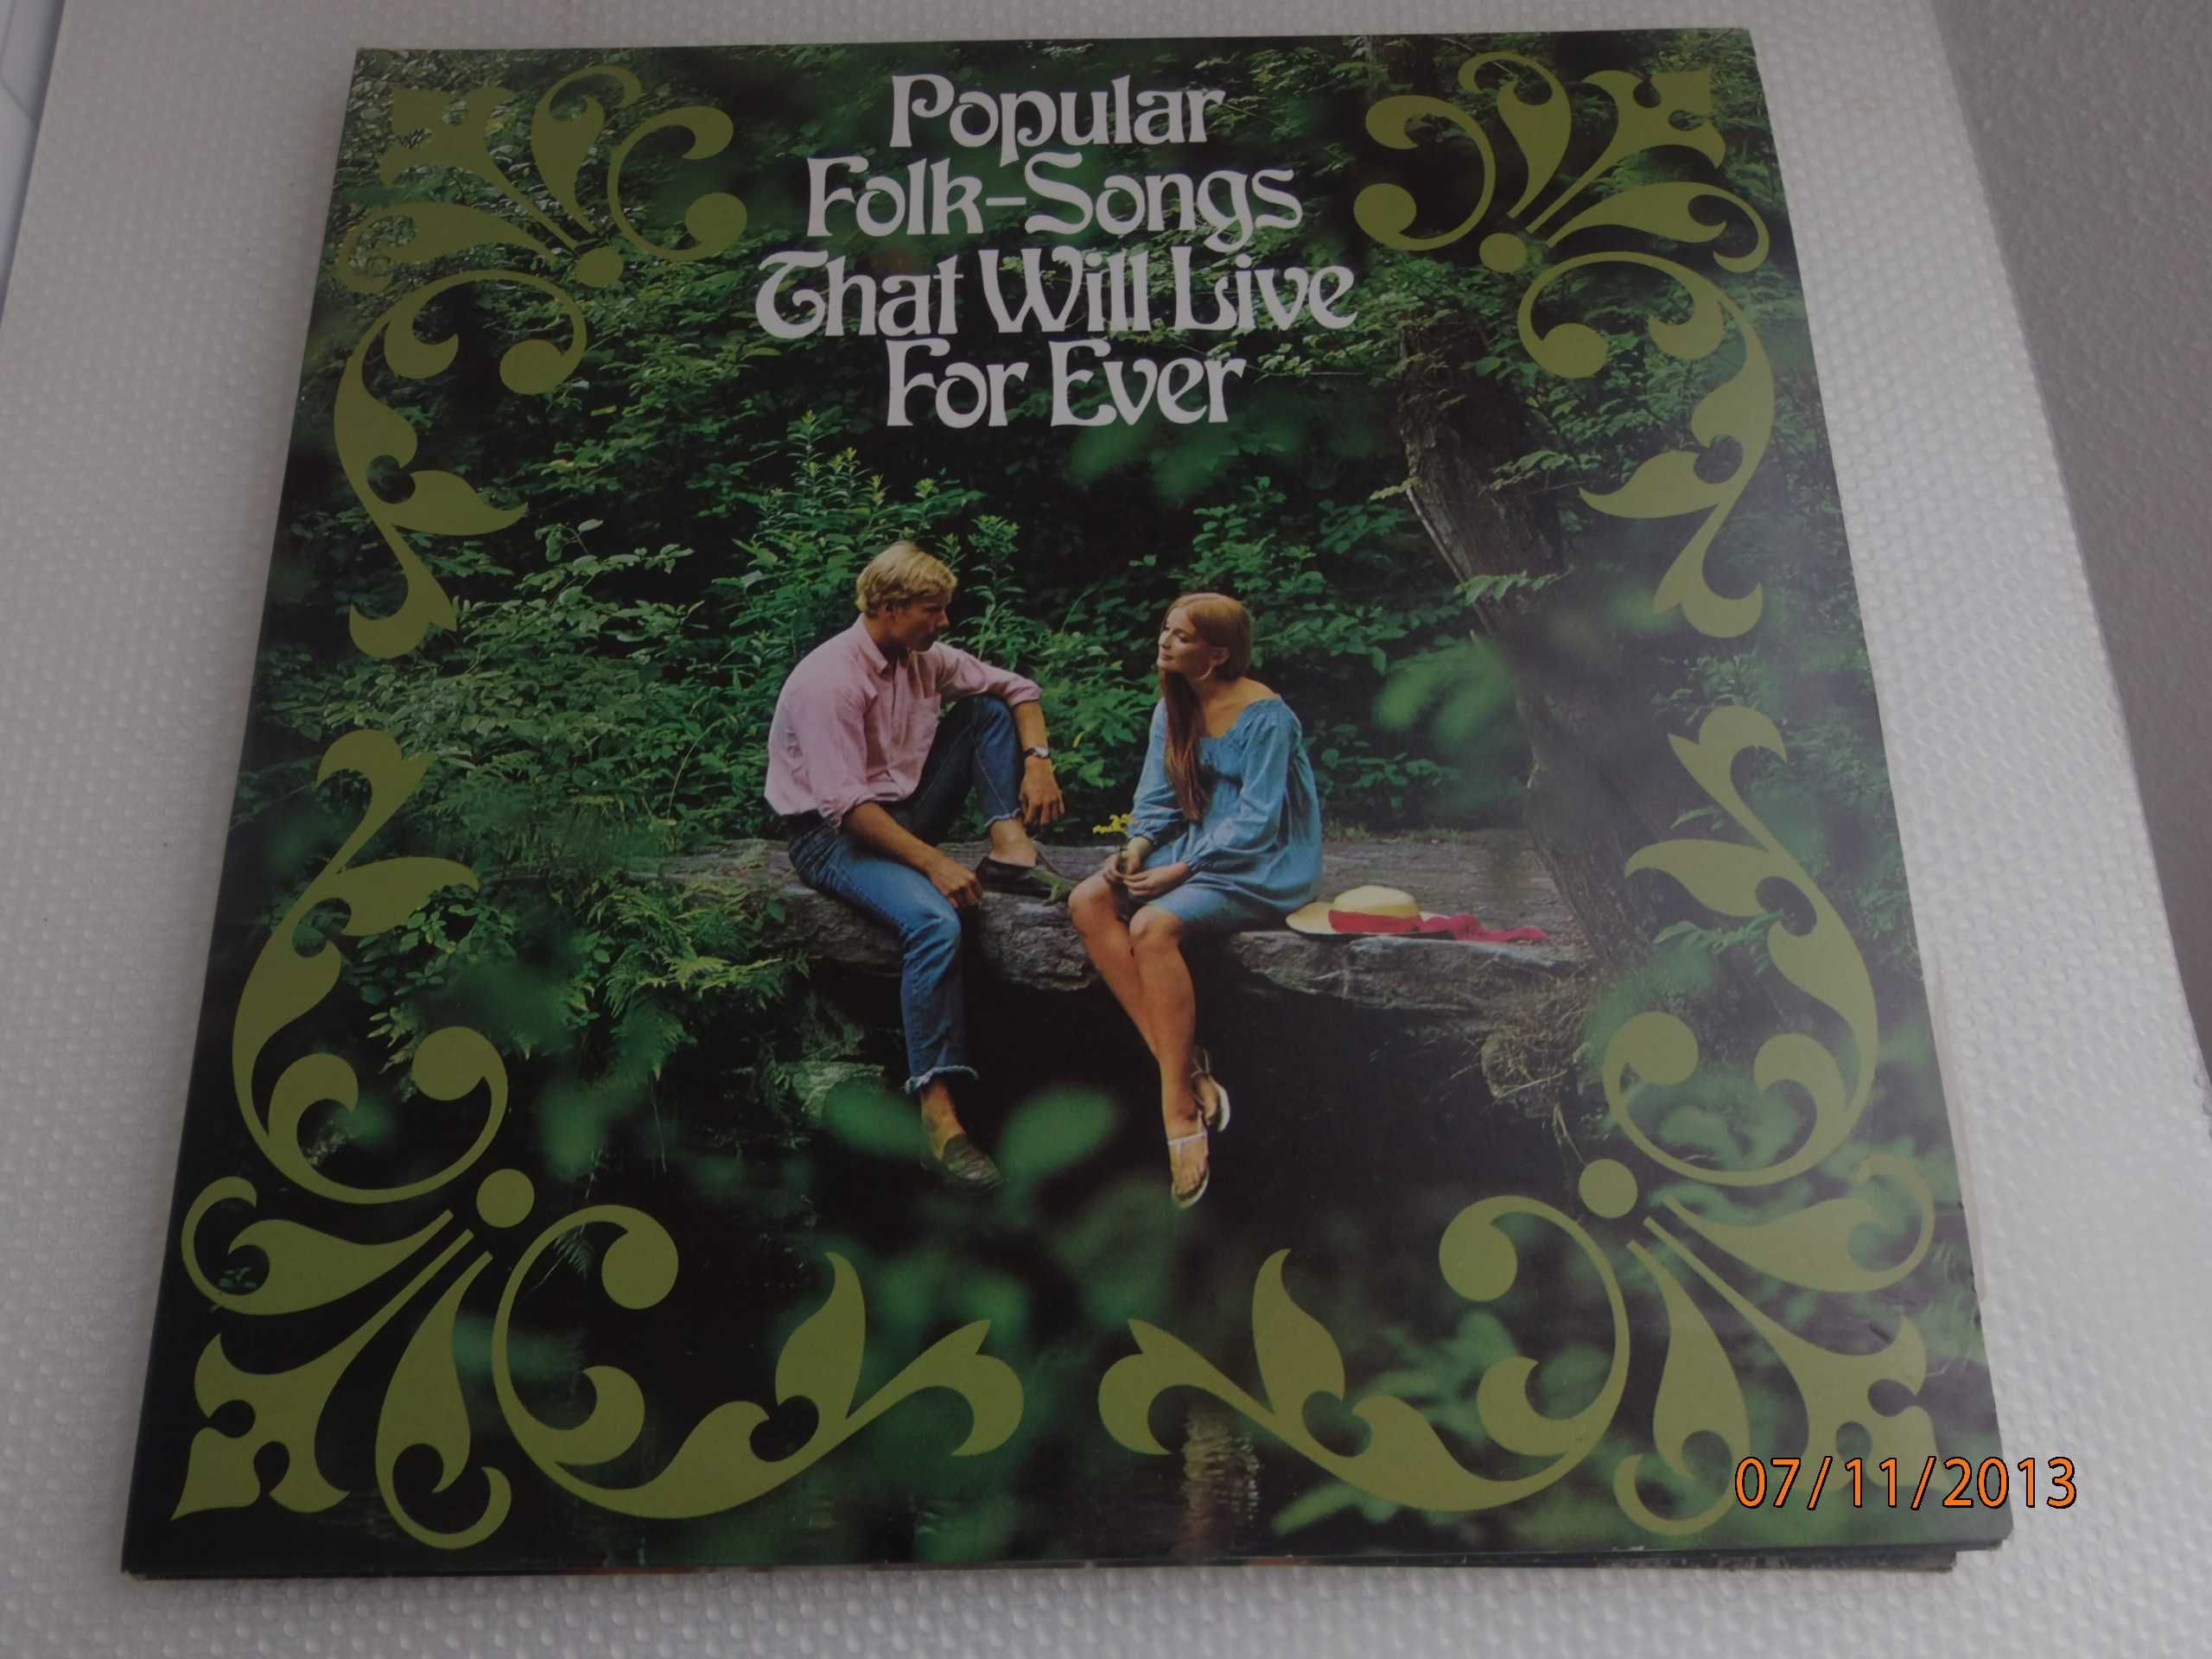 Popular
Folk-Songs
That Will Live
For Ever
07/11/2013